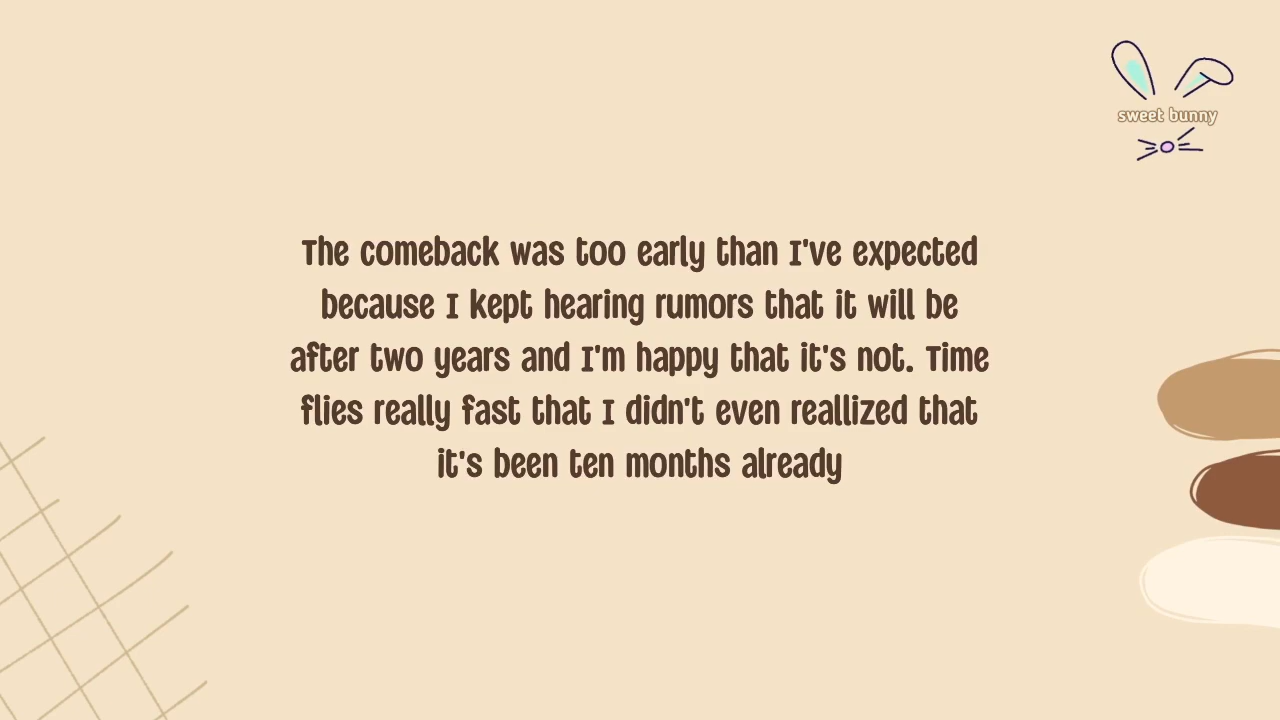 sweet bunny
The comeback was too early than I've expected
because I kept hearing rumors that it will be
after two years and I'm happy that it's not. Time
flies really fast that I didn't even reallized that
it's been ten months already